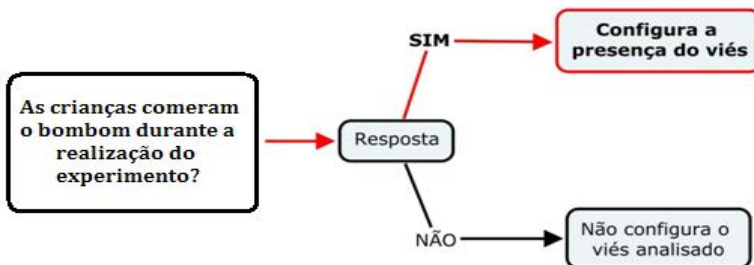 As crianças comeram
o bombom durante a
realização do
experimento?
Resposta
SIM
Configura a
presença do viés
NÃO
Não configura o
viés analisado